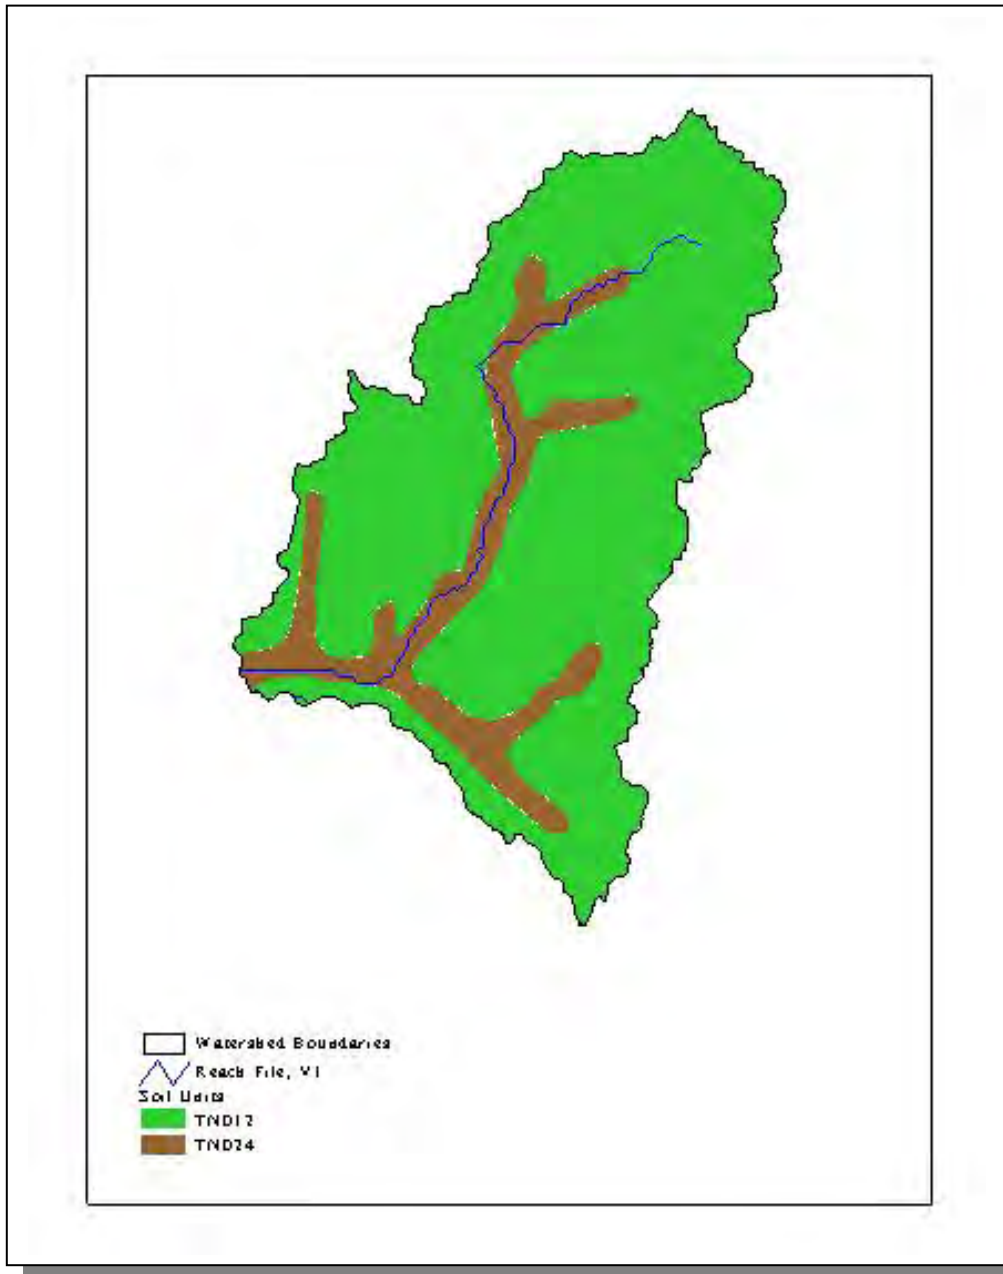 Watershed Boundaries
Reach File, V1
Soil Units
TN012
TN024